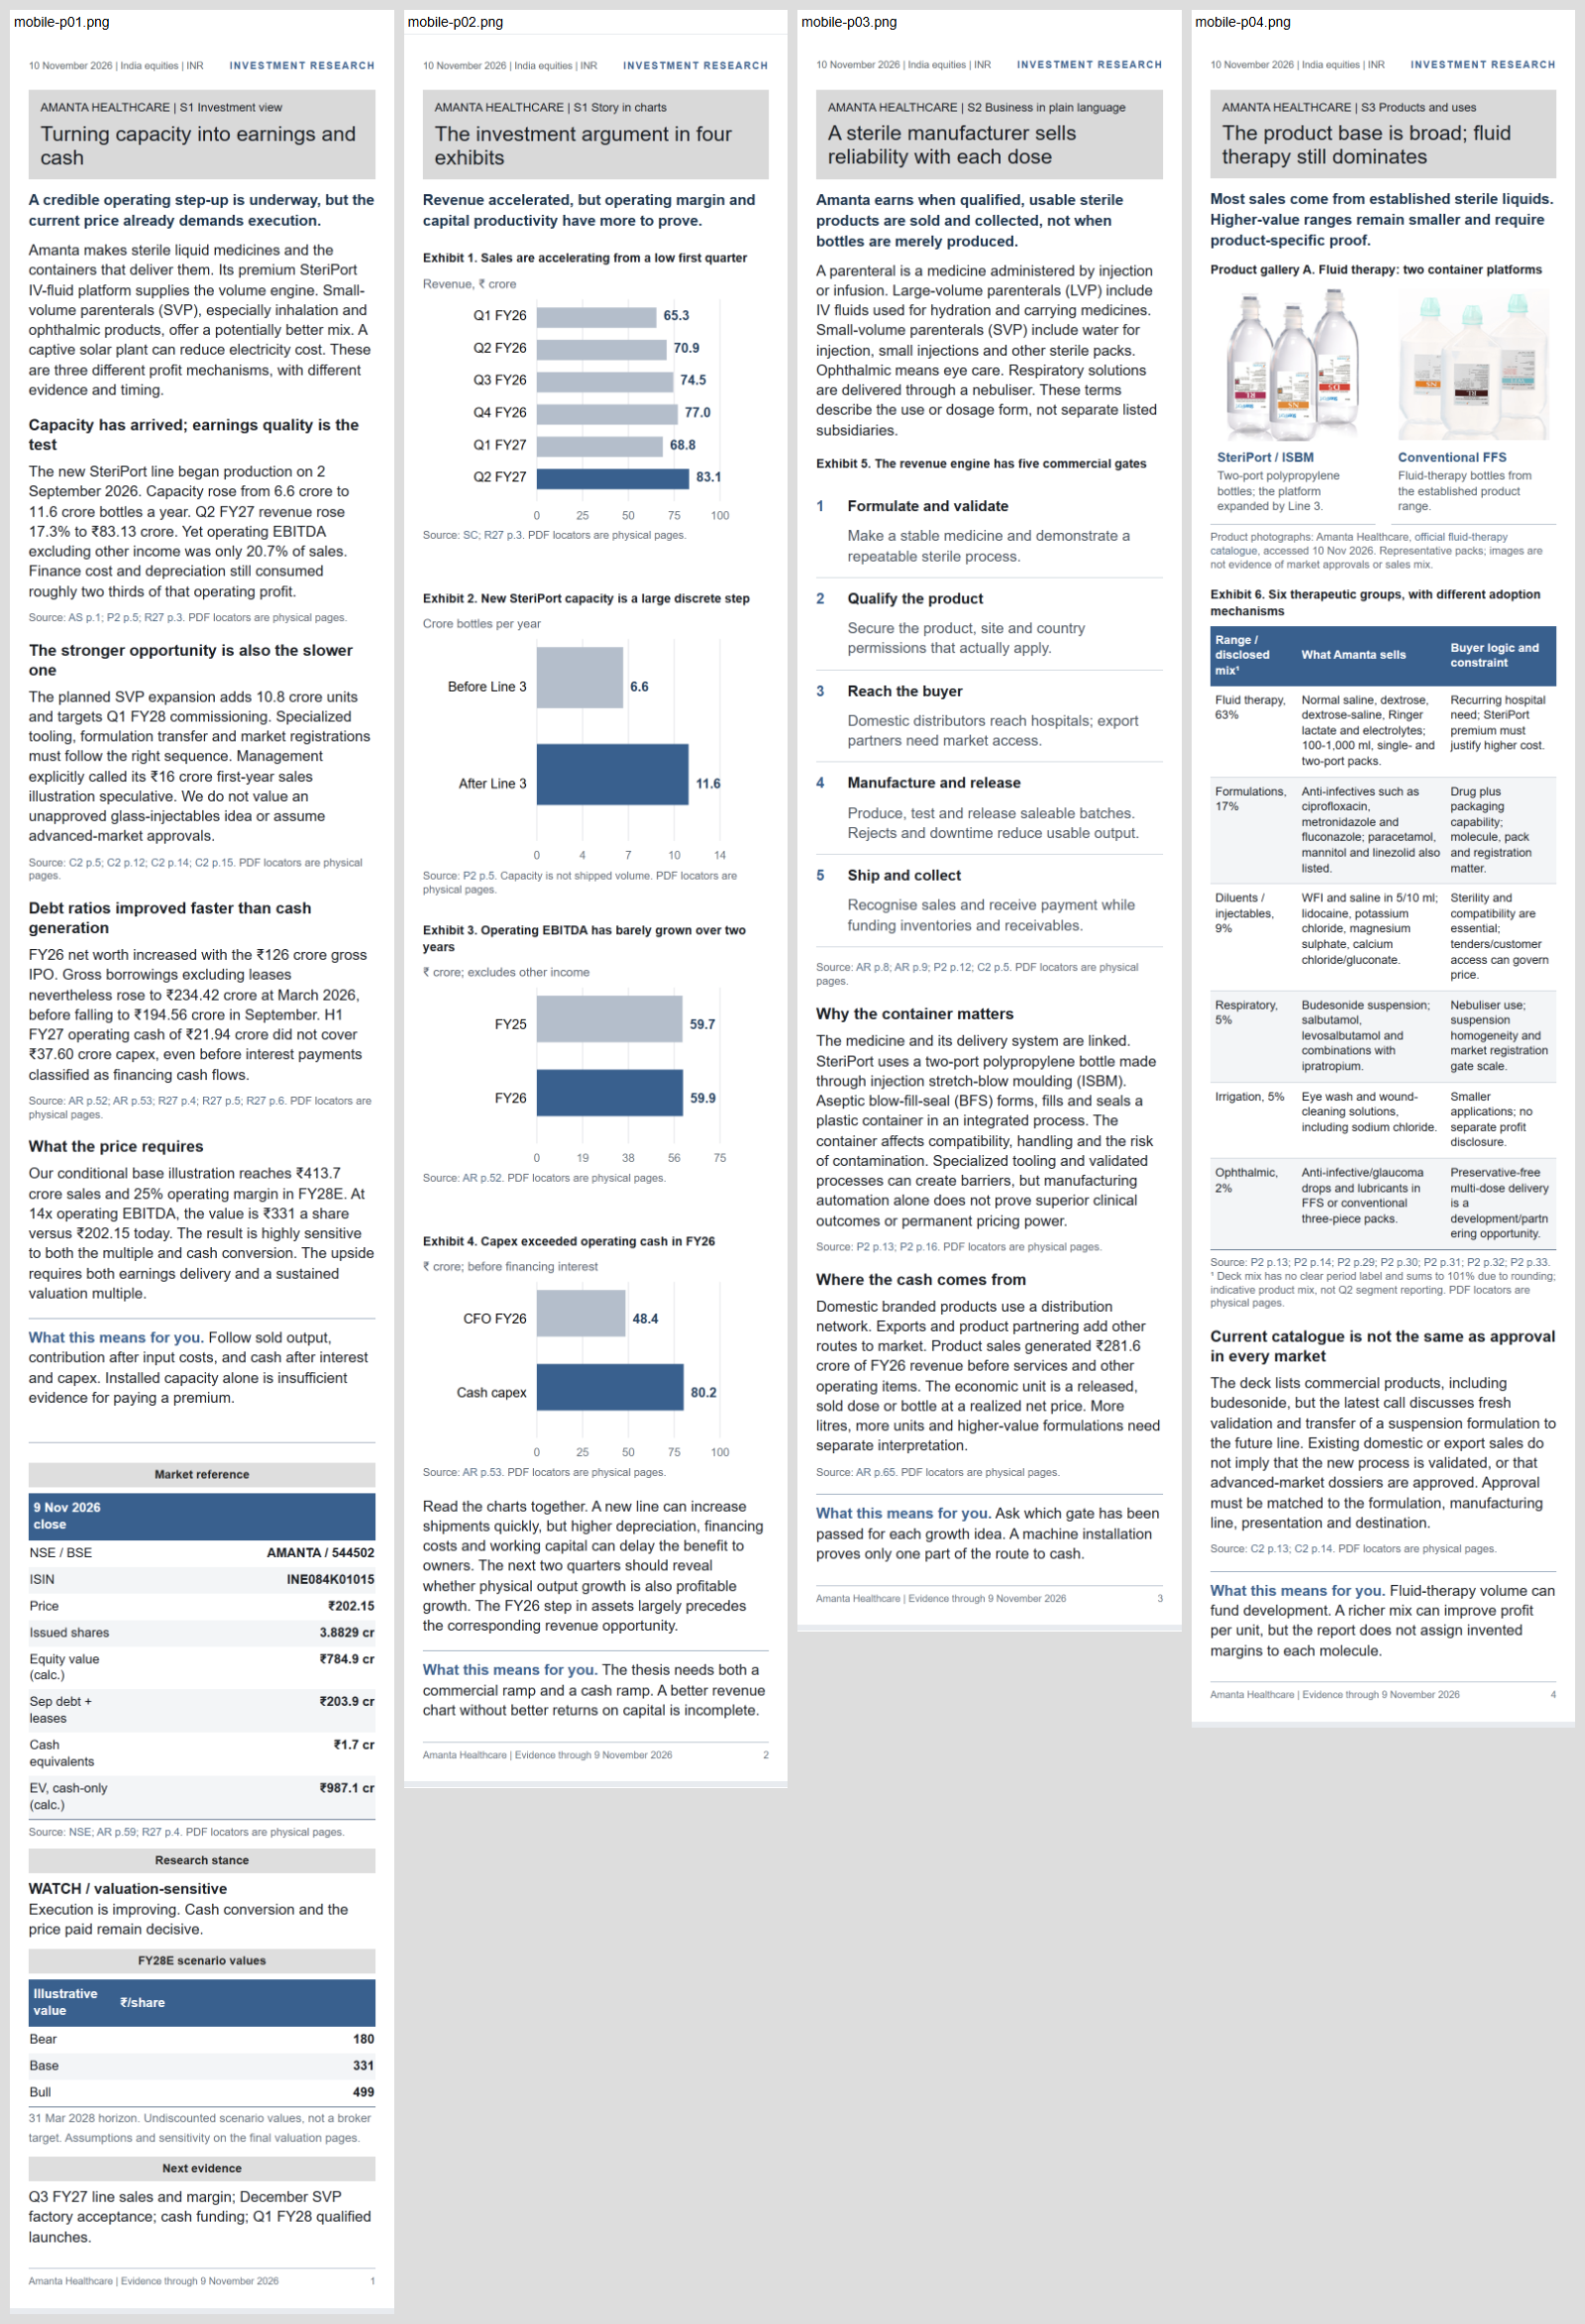 mobile-p01.png
10 November 2026 | India equities | INR
INVESTMENT RESEARCH
AMANTA HEALTHCARE | S1 Investment view
Turning capacity into earnings and
cash
A credible operating step-up is underway, but the
current price already demands execution.
Amanta makes sterile liquid medicines and the
containers that deliver them. Its premium SteriPort
IV-fluid platform supplies the volume engine. Small-
volume parenterals (SVP), especially inhalation and
ophthalmic products, offer a potentially better mix. A
captive solar plant can reduce electricity cost. These
are three different profit mechanisms, with different
evidence and timing.
Capacity has arrived; earnings quality is the
test
The new SteriPort line began production on 2
September 2026. Capacity rose from 6.6 crore to
11.6 crore bottles a year. Q2 FY27 revenue rose
17.3% to ₹83.13 crore. Yet operating EBITDA
excluding other income was only 20.7% of sales.
Finance cost and depreciation still consumed
roughly two thirds of that operating profit.
Source: AS p.1; P2 p.5; R27 p.3. PDF locators are physical pages.
The stronger opportunity is also the slower
one
The planned SVP expansion adds 10.8 crore units
and targets Q1 FY28 commissioning. Specialized
tooling, formulation transfer and market registrations
must follow the right sequence. Management
explicitly called its ₹16 crore first-year sales
illustration speculative. We do not value an
unapproved glass-injectables idea or assume
advanced-market approvals.
Source: C2 p.5; C2 p.12; C2 p.14; C2 p.15. PDF locators are physical
pages.
Debt ratios improved faster than cash
generation
FY26 net worth increased with the ₹126 crore gross
IPO. Gross borrowings excluding leases
nevertheless rose to ₹234.42 crore at March 2026,
before falling to ₹194.56 crore in September. H1
FY27 operating cash of ₹21.94 crore did not cover
₹37.60 crore capex, even before interest payments
classified as financing cash flows.
Source: AR p.52; AR p.53; R27 p.4; R27 p.5; R27 p.6. PDF locators are
physical pages.
What the price requires
Our conditional base illustration reaches ₹413.7
crore sales and 25% operating margin in FY28E. At
14x operating EBITDA, the value is ₹331 a share
versus ₹202.15 today. The result is highly sensitive
to both the multiple and cash conversion. The upside
requires both earnings delivery and a sustained
valuation multiple.
What this means for you. Follow sold output,
contribution after input costs, and cash after interest
and capex. Installed capacity alone is insufficient
evidence for paying a premium.
Market reference
9 Nov 2026
close
NSE / BSE AMANTA / 544502
ISIN INE084K01015
Price ₹202.15
Issued shares 3.8829 cr
Equity value
(calc.) ₹784.9 cr
Sep debt +
leases ₹203.9 cr
Cash
equivalents ₹1.7 cr
EV, cash-only
(calc.) ₹987.1 cr
Source: NSE; AR p.59; R27 p.4. PDF locators are physical pages.
Research stance
WATCH / valuation-sensitive
Execution is improving. Cash conversion and the
price paid remain decisive.
FY28E scenario values
Illustrative
value ₹/share
Bear 180
Base 331
Bull 499
31 Mar 2028 horizon. Undiscounted scenario values, not a broker
target. Assumptions and sensitivity on the final valuation pages.
Next evidence
Q3 FY27 line sales and margin; December SVP
factory acceptance; cash funding; Q1 FY28 qualified
launches.
Amanta Healthcare | Evidence through 9 November 2026 1
mobile-p02.png
10 November 2026 | India equities | INR
INVESTMENT RESEARCH
AMANTA HEALTHCARE | S1 Story in charts
The investment argument in four
exhibits
Revenue accelerated, but operating margin and
capital productivity have more to prove.
Exhibit 1. Sales are accelerating from a low first quarter
Revenue, ₹ crore
Q1 FY26 65.3
Q2 FY26 70.9
Q3 FY26 74.5
Q4 FY26 77.0
Q1 FY27 68.8
Q2 FY27 83.1
0 25 50 75 100
Source: SC; R27 p.3. PDF locators are physical pages.
Exhibit 2. New SteriPort capacity is a large discrete step
Crore bottles per year
Before Line 3 6.6
After Line 3 11.6
0 4 7 10 14
Source: P2 p.5. Capacity is not shipped volume. PDF locators are
physical pages.
Exhibit 3. Operating EBITDA has barely grown over two
years
₹ crore; excludes other income
FY25 59.7
FY26 59.9
0 19 38 56 75
Source: AR p.52. PDF locators are physical pages.
Exhibit 4. Capex exceeded operating cash in FY26
₹ crore; before financing interest
CFO FY26 48.4
Cash capex 80.2
0 25 50 75 100
Source: AR p.53. PDF locators are physical pages.
Read the charts together. A new line can increase
shipments quickly, but higher depreciation, financing
costs and working capital can delay the benefit to
owners. The next two quarters should reveal
whether physical output growth is also profitable
growth. The FY26 step in assets largely precedes
the corresponding revenue opportunity.
What this means for you. The thesis needs both a
commercial ramp and a cash ramp. A better revenue
chart without better returns on capital is incomplete.
Amanta Healthcare | Evidence through 9 November 2026 2
mobile-p03.png
10 November 2026 | India equities | INR
INVESTMENT RESEARCH
AMANTA HEALTHCARE | S2 Business in plain language
A sterile manufacturer sells
reliability with each dose
Amanta earns when qualified, usable sterile
products are sold and collected, not when
bottles are merely produced.
A parenteral is a medicine administered by injection
or infusion. Large-volume parenterals (LVP) include
IV fluids used for hydration and carrying medicines.
Small-volume parenterals (SVP) include water for
injection, small injections and other sterile packs.
Ophthalmic means eye care. Respiratory solutions
are delivered through a nebuliser. These terms
describe the use or dosage form, not separate listed
subsidiaries.
Exhibit 5. The revenue engine has five commercial gates
1 Formulate and validate
Make a stable medicine and demonstrate a
repeatable sterile process.
2 Qualify the product
Secure the product, site and country
permissions that actually apply.
3 Reach the buyer
Domestic distributors reach hospitals; export
partners need market access.
4 Manufacture and release
Produce, test and release saleable batches.
Rejects and downtime reduce usable output.
5 Ship and collect
Recognise sales and receive payment while
funding inventories and receivables.
Source: AR p.8; AR p.9; P2 p.12; C2 p.5. PDF locators are physical
pages.
Why the container matters
The medicine and its delivery system are linked.
SteriPort uses a two-port polypropylene bottle made
through injection stretch-blow moulding (ISBM).
Aseptic blow-fill-seal (BFS) forms, fills and seals a
plastic container in an integrated process. The
container affects compatibility, handling and the risk
of contamination. Specialized tooling and validated
processes can create barriers, but manufacturing
automation alone does not prove superior clinical
outcomes or permanent pricing power.
Source: P2 p.13; P2 p.16. PDF locators are physical pages.
Where the cash comes from
Domestic branded products use a distribution
network. Exports and product partnering add other
routes to market. Product sales generated ₹281.6
crore of FY26 revenue before services and other
operating items. The economic unit is a released,
sold dose or bottle at a realized net price. More
litres, more units and higher-value formulations need
separate interpretation.
Source: AR p.65. PDF locators are physical pages.
What this means for you. Ask which gate has been
passed for each growth idea. A machine installation
proves only one part of the route to cash.
Amanta Healthcare | Evidence through 9 November 2026 3
mobile-p04.png
10 November 2026 | India equities | INR
INVESTMENT RESEARCH
AMANTA HEALTHCARE | S3 Products and uses
The product base is broad; fluid
therapy still dominates
Most sales come from established sterile liquids.
Higher-value ranges remain smaller and require
product-specific proof.
Product gallery A. Fluid therapy: two container platforms
SteriPort / ISBM
Two-port polypropylene
bottles; the platform
expanded by Line 3.
Conventional FFS
Fluid-therapy bottles from
the established product
range.
Product photographs: Amanta Healthcare, official fluid-therapy
catalogue, accessed 10 Nov 2026. Representative packs; images are
not evidence of market approvals or sales mix.
Exhibit 6. Six therapeutic groups, with different adoption
mechanisms
Range /
disclosed
mix¹
What Amanta sells
Buyer logic and
constraint
Fluid therapy,
63%
Normal saline, dextrose,
dextrose-saline, Ringer
lactate and electrolytes;
100-1,000 ml, single- and
two-port packs.
Recurring hospital
need; SteriPort
premium must
justify higher cost.
Formulations,
17%
Anti-infectives such as
ciprofloxacin,
metronidazole and
fluconazole; paracetamol,
mannitol and linezolid also
listed.
Drug plus
packaging
capability;
molecule, pack
and registration
matter.
Diluents /
injectables,
9%
WFI and saline in 5/10 ml;
lidocaine, potassium
chloride, magnesium
sulphate, calcium
chloride/gluconate.
Sterility and
compatibility are
essential;
tenders/customer
access can govern
price.
Respiratory,
5%
Budesonide suspension;
salbutamol,
levosalbutamol and
combinations with
ipratropium.
Nebuliser use;
suspension
homogeneity and
market registration
gate scale.
Irrigation, 5%
Eye wash and wound-
cleaning solutions,
including sodium chloride.
Smaller
applications; no
separate profit
disclosure.
Ophthalmic,
2%
Anti-infective/glaucoma
drops and lubricants in
FFS or conventional
three-piece packs.
Preservative-free
multi-dose delivery
is a
development/partn
ering opportunity.
Source: P2 p.13; P2 p.14; P2 p.29; P2 p.30; P2 p.31; P2 p.32; P2 p.33.
¹ Deck mix has no clear period label and sums to 101% due to rounding;
indicative product mix, not Q2 segment reporting. PDF locators are
physical pages.
Current catalogue is not the same as approval
in every market
The deck lists commercial products, including
budesonide, but the latest call discusses fresh
validation and transfer of a suspension formulation to
the future line. Existing domestic or export sales do
not imply that the new process is validated, or that
advanced-market dossiers are approved. Approval
must be matched to the formulation, manufacturing
line, presentation and destination.
Source: C2 p.13; C2 p.14. PDF locators are physical pages.
What this means for you. Fluid-therapy volume can
fund development. A richer mix can improve profit
per unit, but the report does not assign invented
margins to each molecule.
Amanta Healthcare | Evidence through 9 November 2026 4